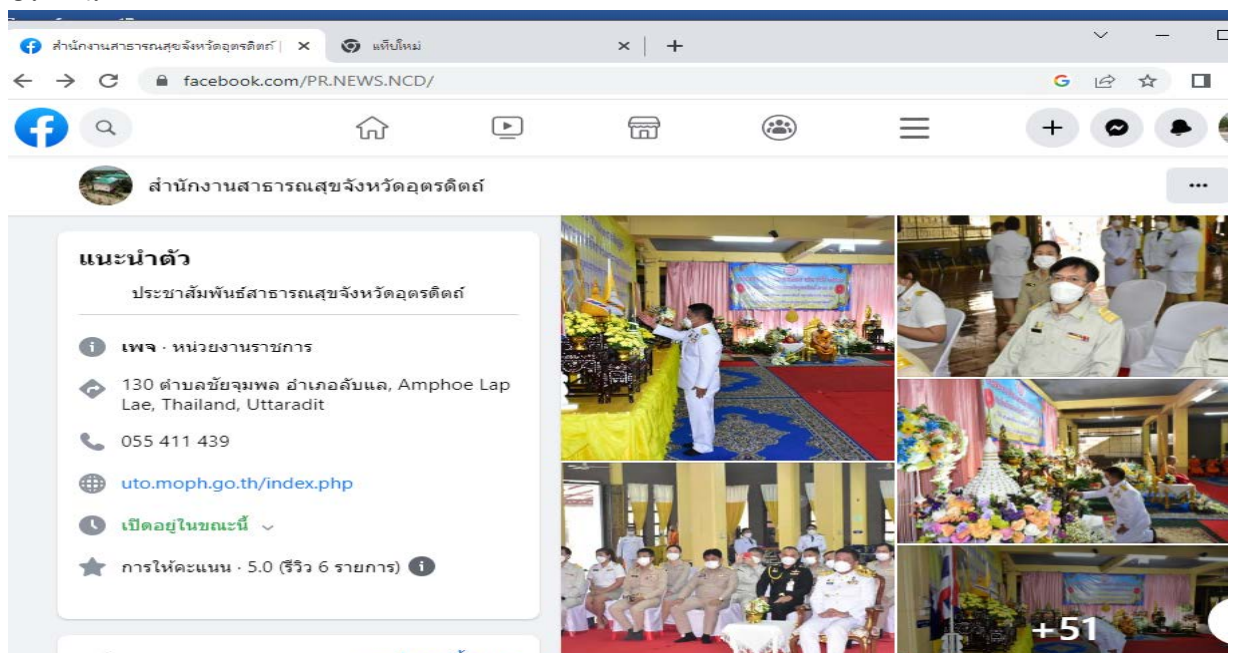 สำนักงานสาธารณสุขจังหวัดอุตรดิตถ์ |
แท็บใหม่
facebook.com/PR.NEWS.NCD/
สำนักงานสาธารณสุขจังหวัดอุตรดิตถ์
แนะนำตัว
ประชาสัมพันธ์สาธารณสุขจังหวัดอุตรดิตถ์
เพจ · หน่วยงานราชการ
130 ตำบลชัยจุมพล อำเภอลับแล, Amphoe Lap
Lae, Thailand, Uttaradit
055 411 439
uto.moph.go.th/index.php
เปิดอยู่ในขณะนี้
การให้คะแนน · 5.0 (รีวิว 6 รายการ)
+51